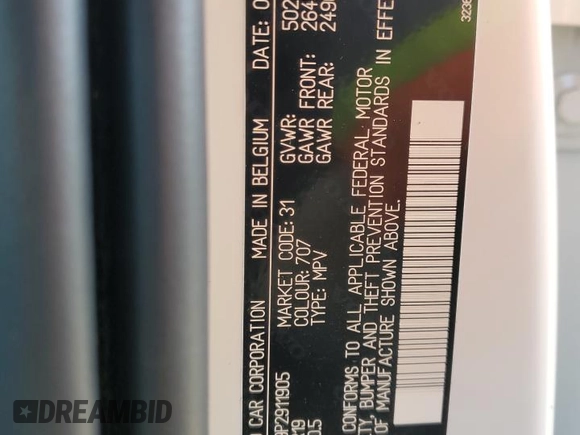 CAR CORPORATION MADE IN BELGIUM DATE:
MARKET CODE: 31 GVWR: 502
COLOUR: 707 GAWR FRONT: 264
TYPE: MPV GAWR REAR: 249
P2911905
CONFORMS TO ALL APPLICABLE FEDERAL MOTOR
BUMPER AND THEFT PREVENTION STANDARDS IN EFFE
OF MANUFACTURE SHOWN ABOVE.
323
DREAMBID